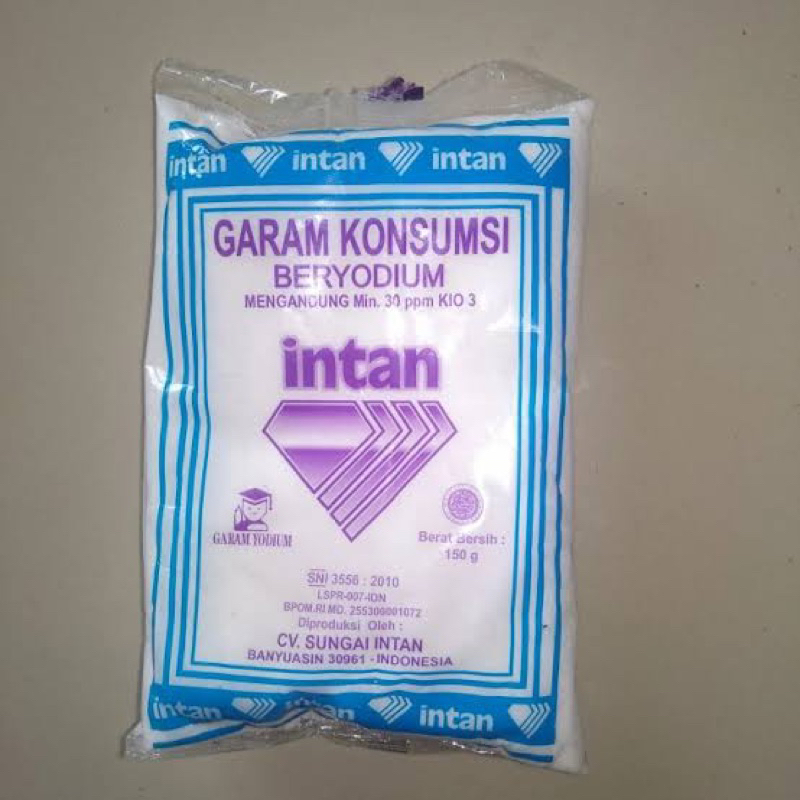 intan intan intan
GARAM KONSUMSI
BERYODIUM
MENGANDUNG Min. 30 ppm KIO 3
intan
GARAM YODIUM
Berat Bersih :
150 g
SNI 3556 : 2010
LSPR-007-IDN
BPOM.RI MD. 255306001072
Diproduksi Oleh :
CV. SUNGAI INTAN
BANYUASIN 30961 - INDONESIA
intan intan intan